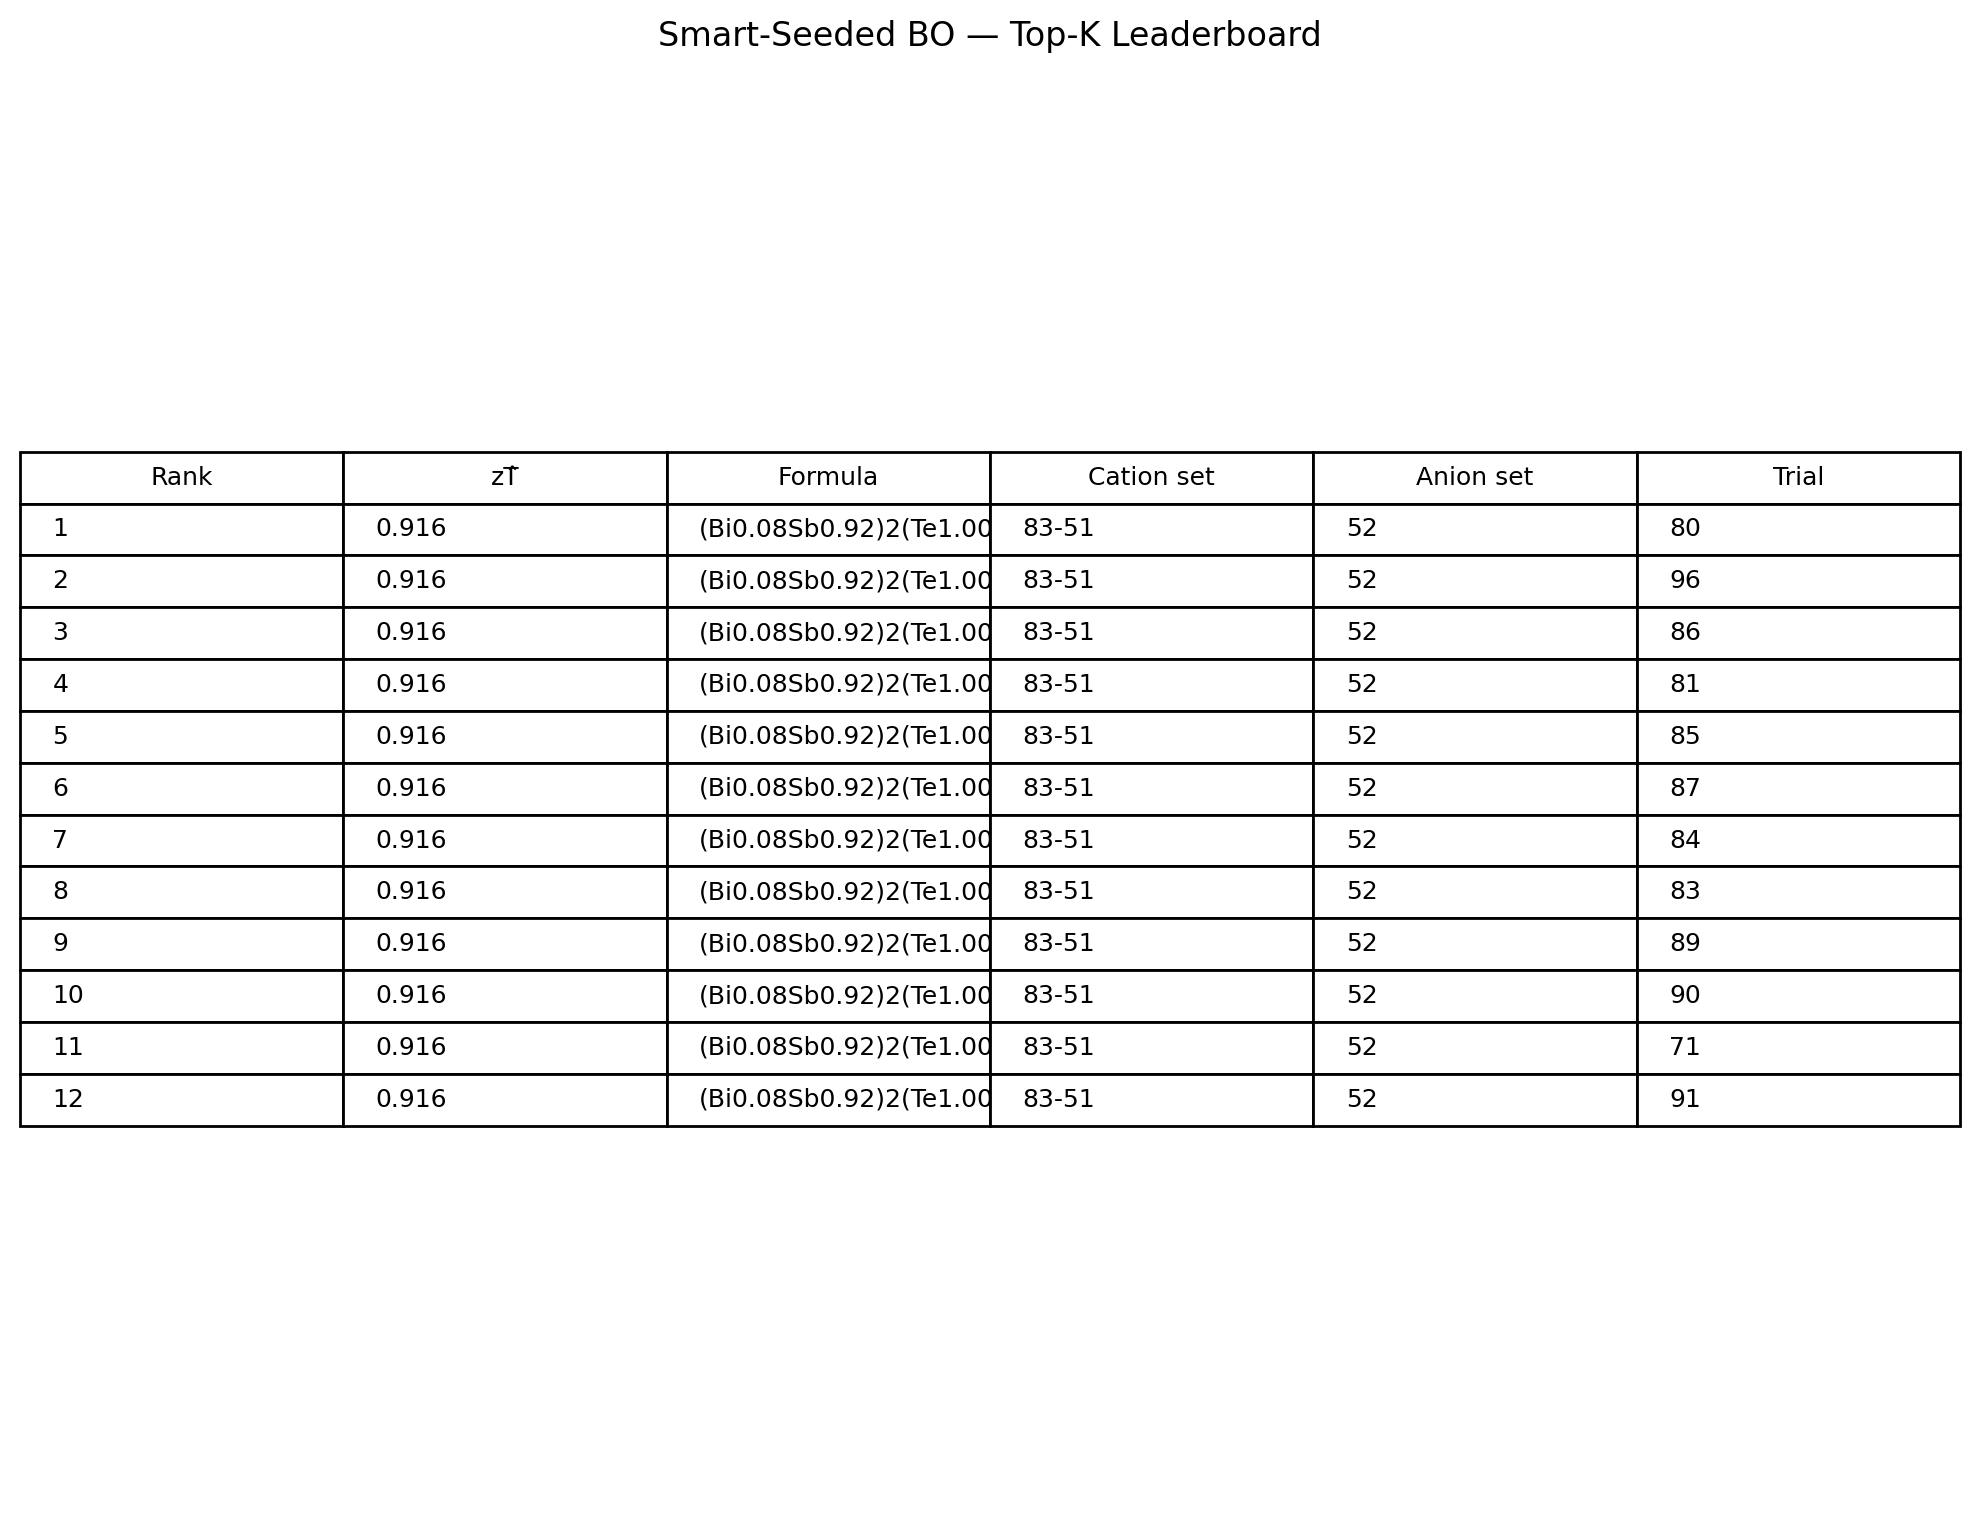 Smart-Seeded BO — Top-K Leaderboard
Rank zT̂ Formula Cation set Anion set Trial
1 0.916 (Bi0.08Sb0.92)2(Te1.00 83-51 52 80
2 0.916 (Bi0.08Sb0.92)2(Te1.00 83-51 52 96
3 0.916 (Bi0.08Sb0.92)2(Te1.00 83-51 52 86
4 0.916 (Bi0.08Sb0.92)2(Te1.00 83-51 52 81
5 0.916 (Bi0.08Sb0.92)2(Te1.00 83-51 52 85
6 0.916 (Bi0.08Sb0.92)2(Te1.00 83-51 52 87
7 0.916 (Bi0.08Sb0.92)2(Te1.00 83-51 52 84
8 0.916 (Bi0.08Sb0.92)2(Te1.00 83-51 52 83
9 0.916 (Bi0.08Sb0.92)2(Te1.00 83-51 52 89
10 0.916 (Bi0.08Sb0.92)2(Te1.00 83-51 52 90
11 0.916 (Bi0.08Sb0.92)2(Te1.00 83-51 52 71
12 0.916 (Bi0.08Sb0.92)2(Te1.00 83-51 52 91